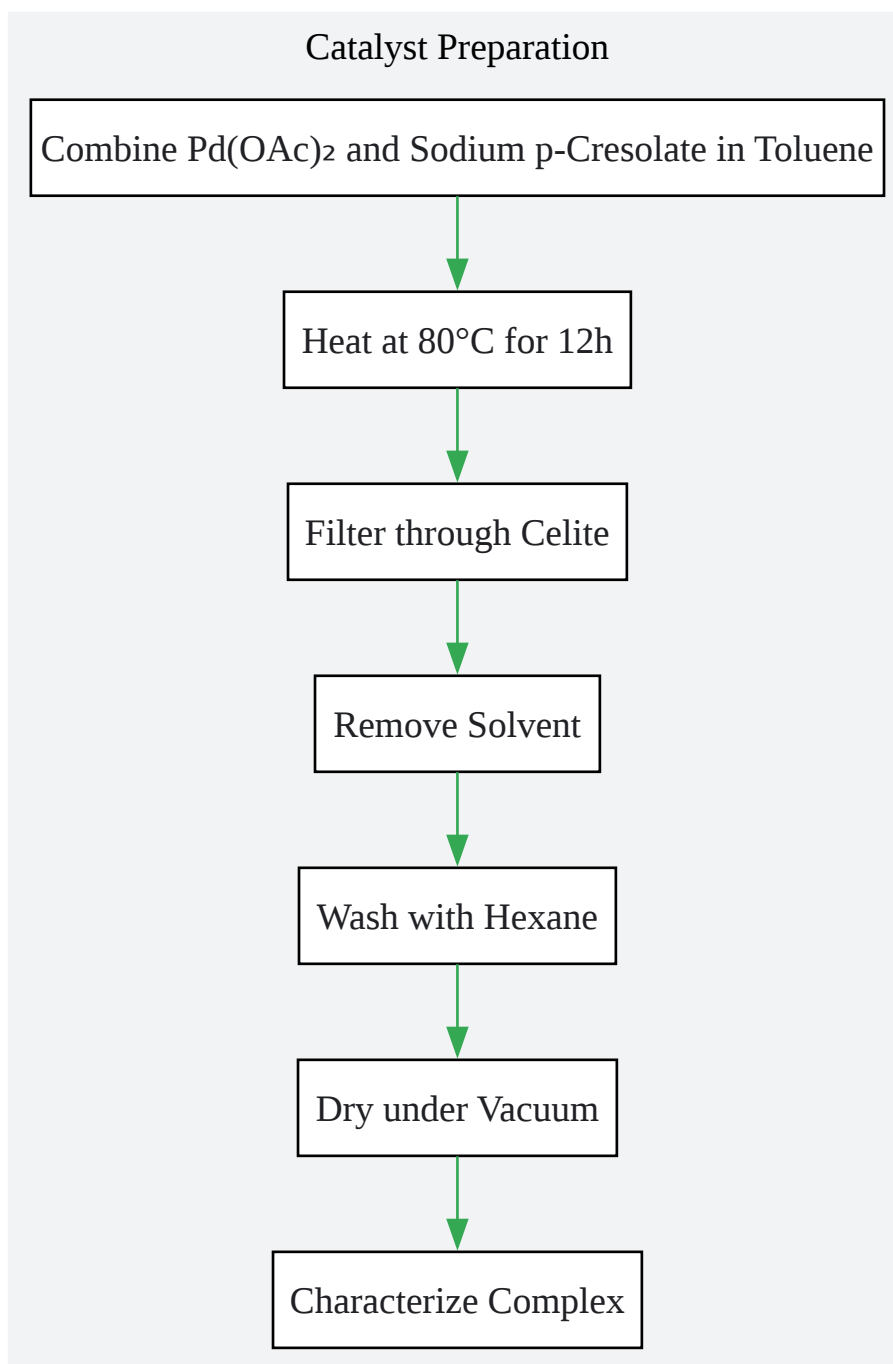 Catalyst Preparation
Combine Pd(OAc)₂ and Sodium p-Cresolate in Toluene
Heat at 80°C for 12h
Filter through Celite
Remove Solvent
Wash with Hexane
Dry under Vacuum
Characterize Complex